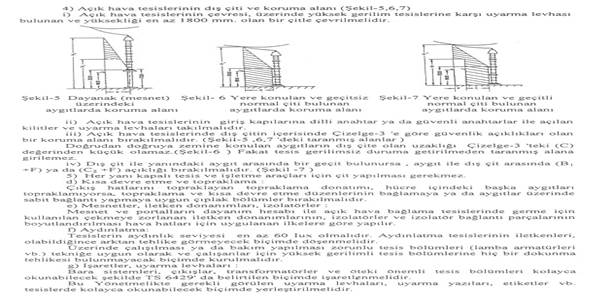 4) Açık hava tesislerinin dış çiti ve koruma alanı (Şekil-5,6,7)
i) Açık hava tesislerinin çevresi, üzerinde yüksek gerilim tesislerine karşı uyarma levhası
bulunan ve yüksekliği en az 1800 mm. olan bir çitle çevrilmelidir.
Şekil-5 Dayanak (mesnet) Şekil- 6 Yere konulan ve geçitsiz Şekil-7 Yere konulan ve geçitli
üzerindeki normal çiti bulunan normal çiti bulunan
aygıtlarda koruma alanı aygıtlarda koruma alanı aygıtlarda koruma alanı
ii) Açık hava tesislerinin giriş kapılarına dilli anahtar ya da güvenli anahtarlar ile açılan
kilitler ve uyarma levhaları takılmalıdır.
iii) Açık hava tesislerinde dış çitin içerisinde Çizelge-3 'e göre güvenlik açıklıkları olan
bir koruma alanı bırakılmalıdır. (Şekil-5 ,6,7 'deki taranmış alanlar )
Doğrudan doğruya zemine konulan aygıtların dış çite olan uzaklığı Çizelge-3 'teki (C)
değerinden küçük olamaz.(Şekil-6 ) Fakat tesis gerilimsiz duruma getirilmeden taranmış alana
girilemez.
iv) Dış çit ile yanındaki aygıt arasında bir geçit bulunursa , aygıt ile dış çit arasında (B₁
+F) ya da (C₂ +F) açıklığı bırakılmalıdır. (Şekil -7 )
5) Her yanı kapalı tesis ve işletme araçları için çit yapılması gerekmez.
d) Kısa devre etme ve topraklama :
Çıkış hatlarını topraklayan topraklama donatımı, hücre içindeki başka aygıtları
topraklamıyorsa, topraklama ve kısa devre etme düzenlerinin bağlamaya ya da aygıtlar üzerinde
sabit bağlantı yapmaya uygun çıplak bölümler bırakılmalıdır.
e) Mesnetler, iletken donanımları, izolatörler :
Mesnet ve portallerin dayanım hesabı ile açık hava bağlama tesislerinde germe için
kullanılan çekmeye zorlanan iletken donanımlarının, izolatörler ve izolatör bağlantı parçalarının
boyutlandırılması hava hatları için uygulanan ilkelere göre yapılır.
f) Aydınlatma:
Tesislerin aydınlık seviyesi en az 60 lux olmalıdır. Aydınlatma tesislerinin iletkenleri,
olabildiğince arktan tehlike görmeyecek biçimde döşenmelidir.
Üzerinde çalışılması ya da bakım yapılması zorunlu tesis bölümleri (lamba armatürleri
vb.) tekniğe uygun olarak ve çalışanlar için yüksek gerilimli tesis bölümlerine hiç bir dokunma
tehlikesi bulunmayacak biçimde kurulmalıdır.
g) İşaretler, uyarma levhaları :
Bara sistemleri, çıkışlar, transformatörler ve öteki önemli tesis bölümleri kolayca
okunabilecek şekilde TS 6429' da belirtilen biçimde işaretlenmelidir.
Bu Yönetmelikte gerekli görülen uyarma levhaları, uyarma yazıları, etiketler vb.
tesislerde kolayca okunabilecek biçimde yerleştirilmelidir.